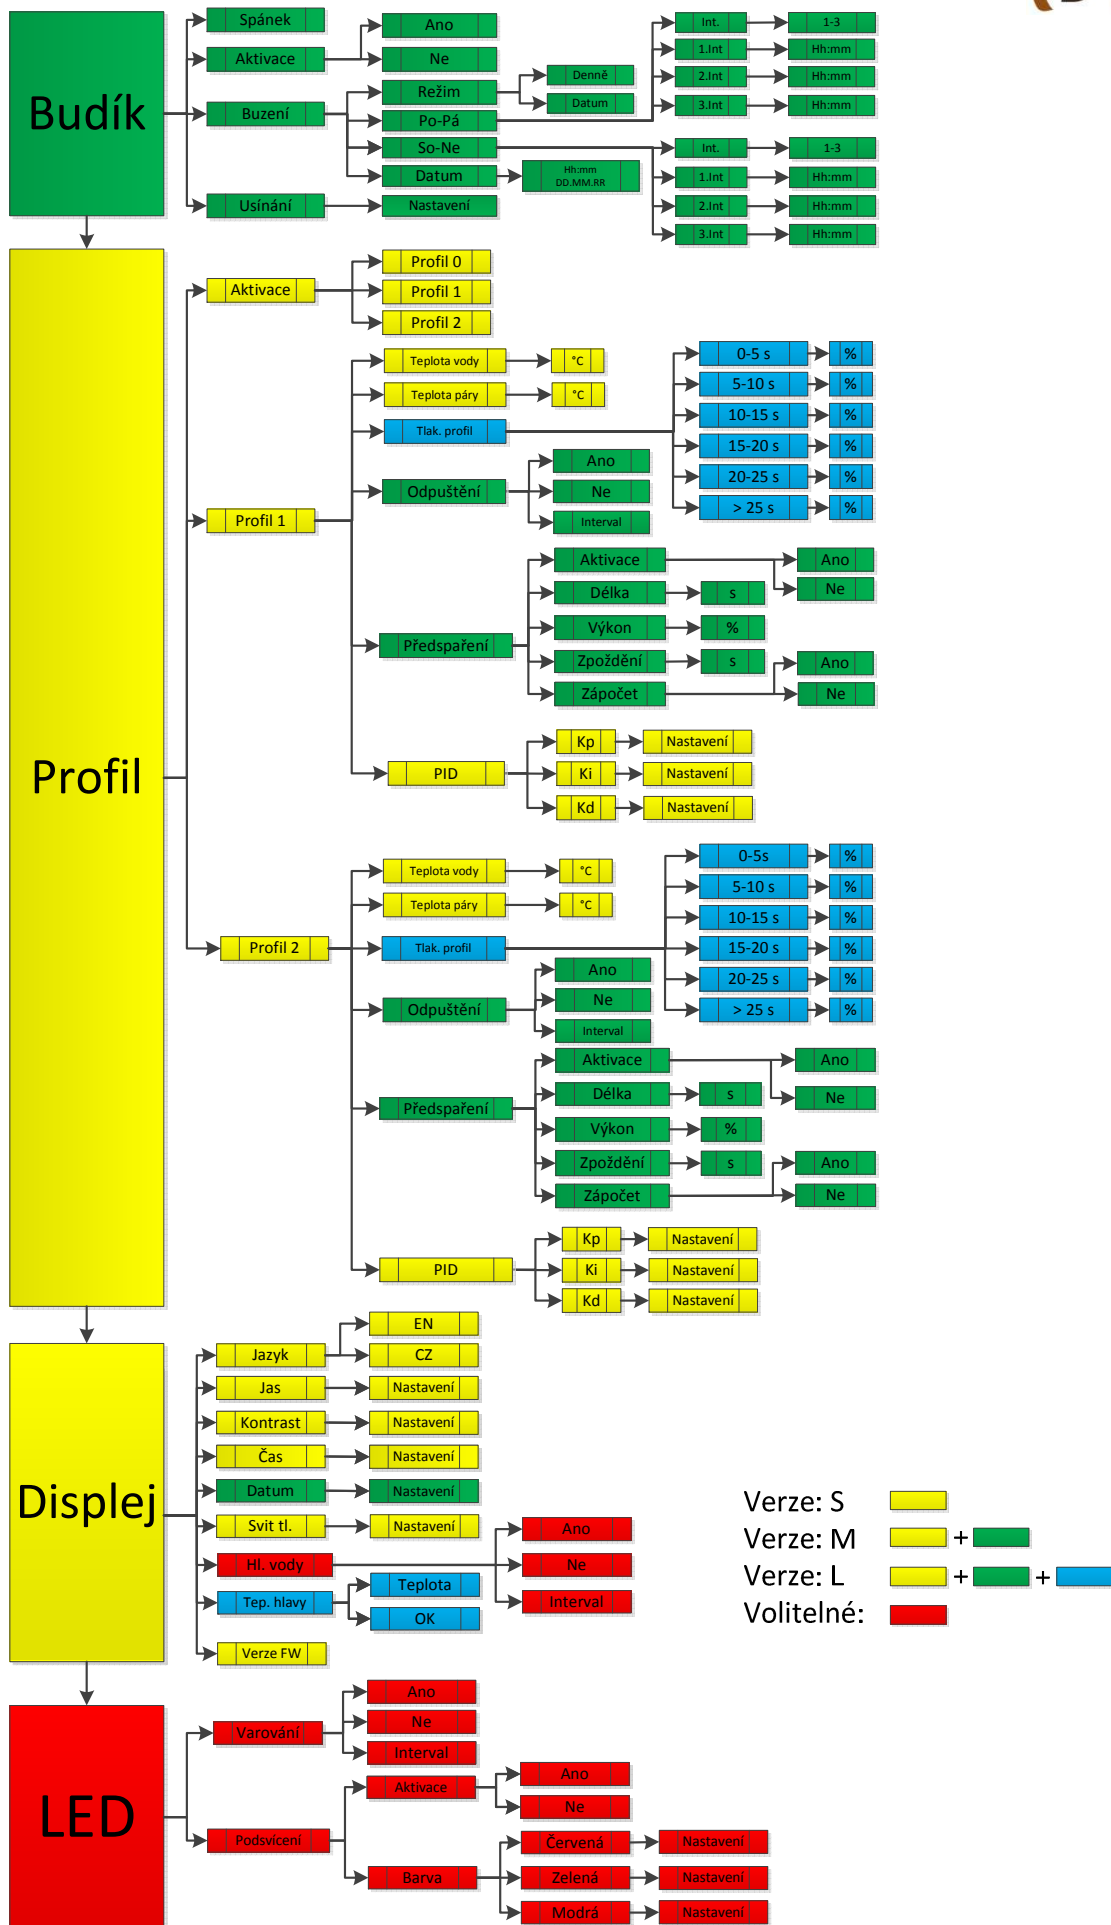 Budík
Spánek
Aktivace
Ano
Ne
Buzení
Režim
Denně
Datum
Po-Pá
Int.
1-3
1.Int
Hh:mm
2.Int
Hh:mm
3.Int
Hh:mm
So-Ne
Int.
1-3
1.Int
Hh:mm
2.Int
Hh:mm
3.Int
Hh:mm
Datum
Hh:mm
DD.MM.RR
Usínání
Nastavení
Profil
Aktivace
Profil 0
Profil 1
Profil 2
Profil 1
Teplota vody
°C
Teplota páry
°C
Tlak. profil
0-5 s
%
5-10 s
%
10-15 s
%
15-20 s
%
20-25 s
%
> 25 s
%
Odpuštění
Ano
Ne
Interval
Předspaření
Aktivace
Ano
Ne
Délka
s
Výkon
%
Zpoždění
s
Zápočet
Ano
Ne
PID
Kp
Nastavení
Ki
Nastavení
Kd
Nastavení
Profil 2
Teplota vody
°C
Teplota páry
°C
Tlak. profil
0-5s
%
5-10 s
%
10-15 s
%
15-20 s
%
20-25 s
%
> 25 s
%
Odpuštění
Ano
Ne
Interval
Předspaření
Aktivace
Ano
Ne
Délka
s
Výkon
%
Zpoždění
s
Zápočet
Ano
Ne
PID
Kp
Nastavení
Ki
Nastavení
Kd
Nastavení
Displej
Jazyk
EN
CZ
Jas
Nastavení
Kontrast
Nastavení
Čas
Nastavení
Datum
Nastavení
Svit tl.
Nastavení
Hl. vody
Ano
Ne
Interval
Tep. hlavy
Teplota
OK
Verze FW
Verze: S
Verze: M
+
Verze: L
+ +
Volitelné:
LED
Varování
Ano
Ne
Interval
Podsvícení
Aktivace
Ano
Ne
Barva
Červená
Nastavení
Zelená
Nastavení
Modrá
Nastavení